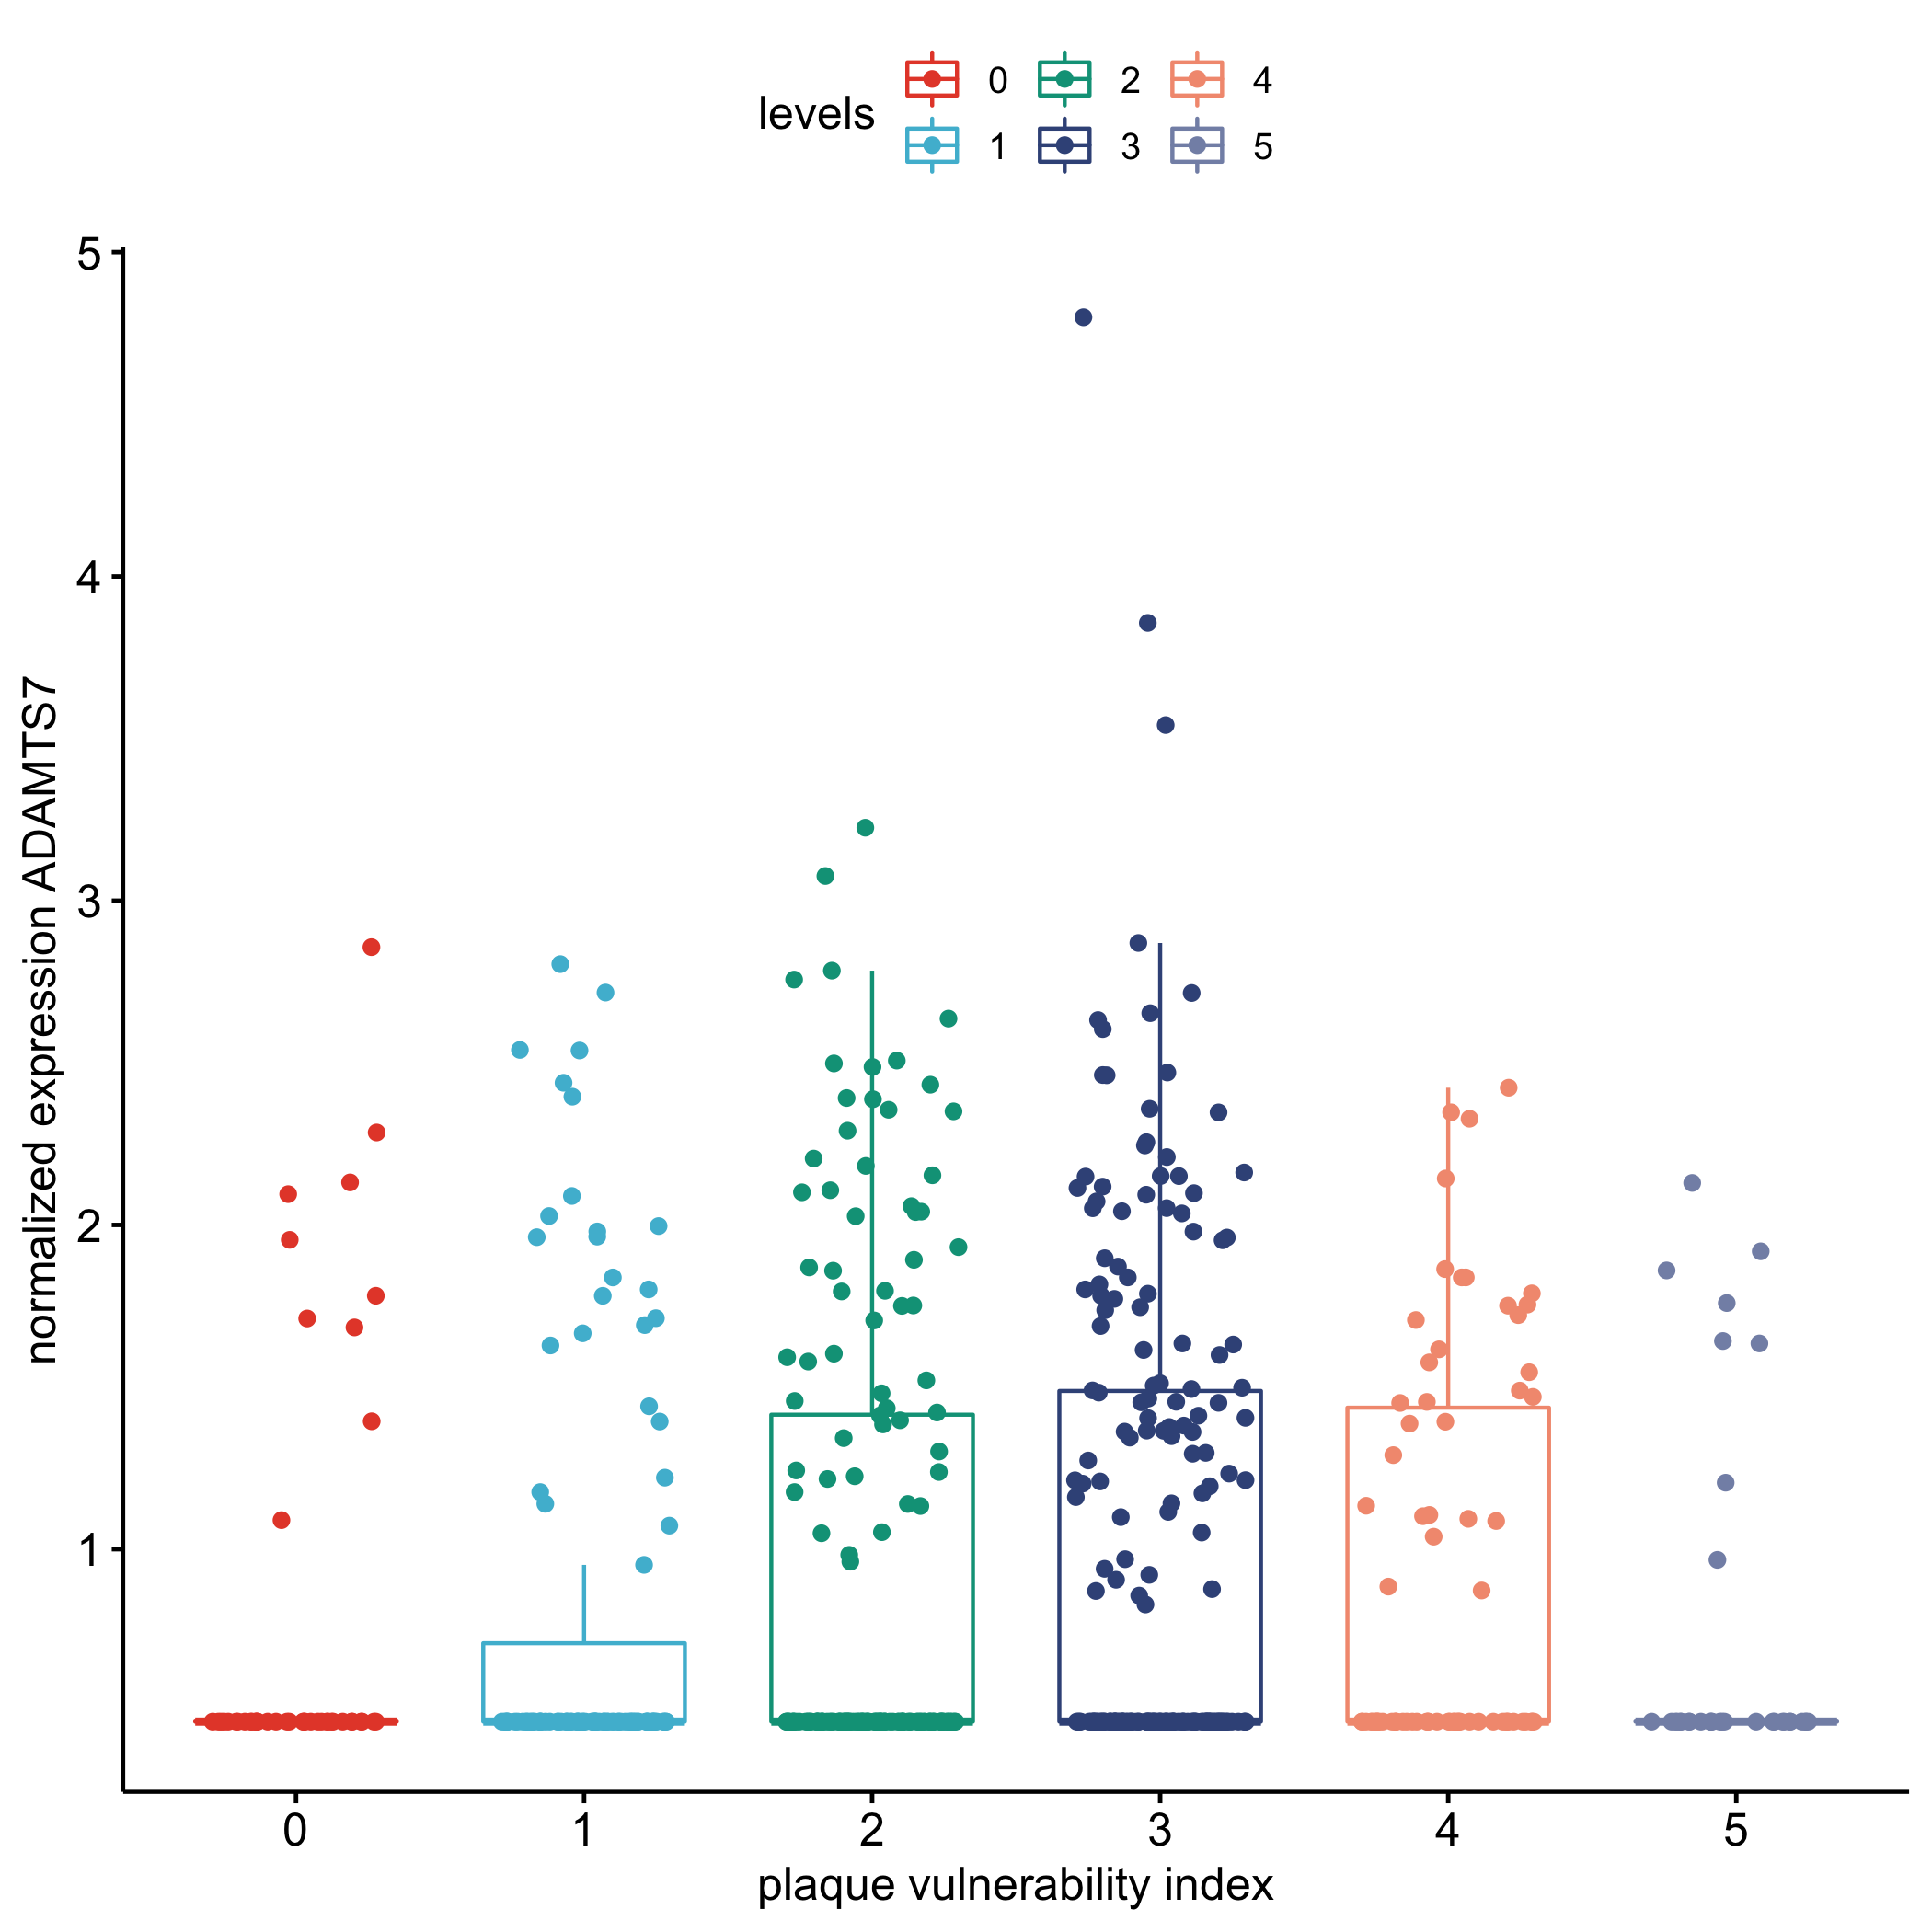 levels
0 2 4
1 3 5
normalized expression ADAMTS7
5
4
3
2
1
0 1 2 3 4 5
plaque vulnerability index